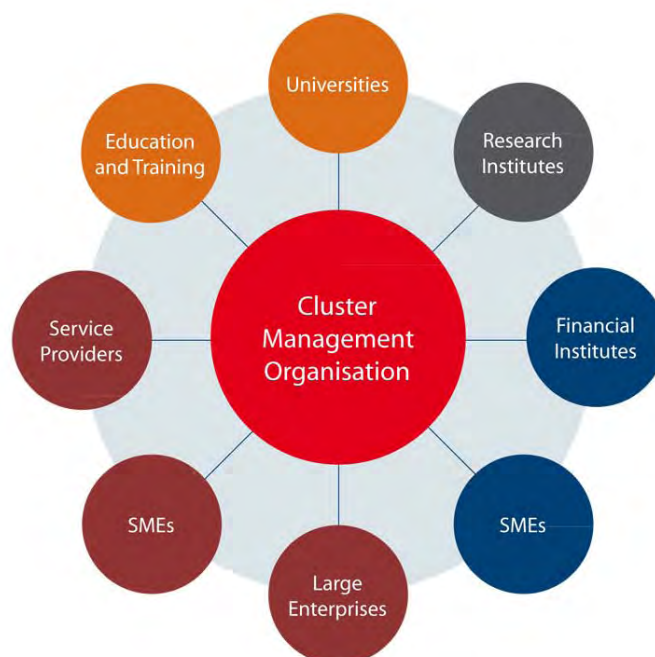 Universities
Research
Institutes
Financial
Institutes
SMEs
Large
Enterprises
SMEs
Service
Providers
Education
and Training
Cluster
Management
Organisation